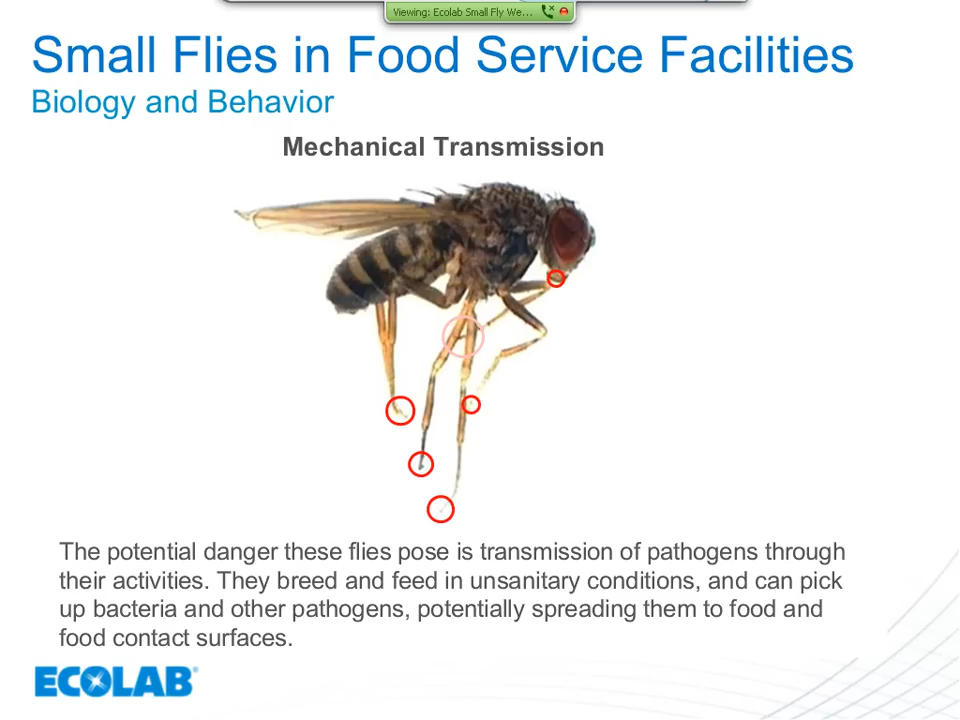 Viewing: Ecolab Small Fly We...
Small Flies in Food Service Facilities
Biology and Behavior
Mechanical Transmission
The potential danger these flies pose is transmission of pathogens through
their activities. They breed and feed in unsanitary conditions, and can pick
up bacteria and other pathogens, potentially spreading them to food and
food contact surfaces.
ECOLAB®